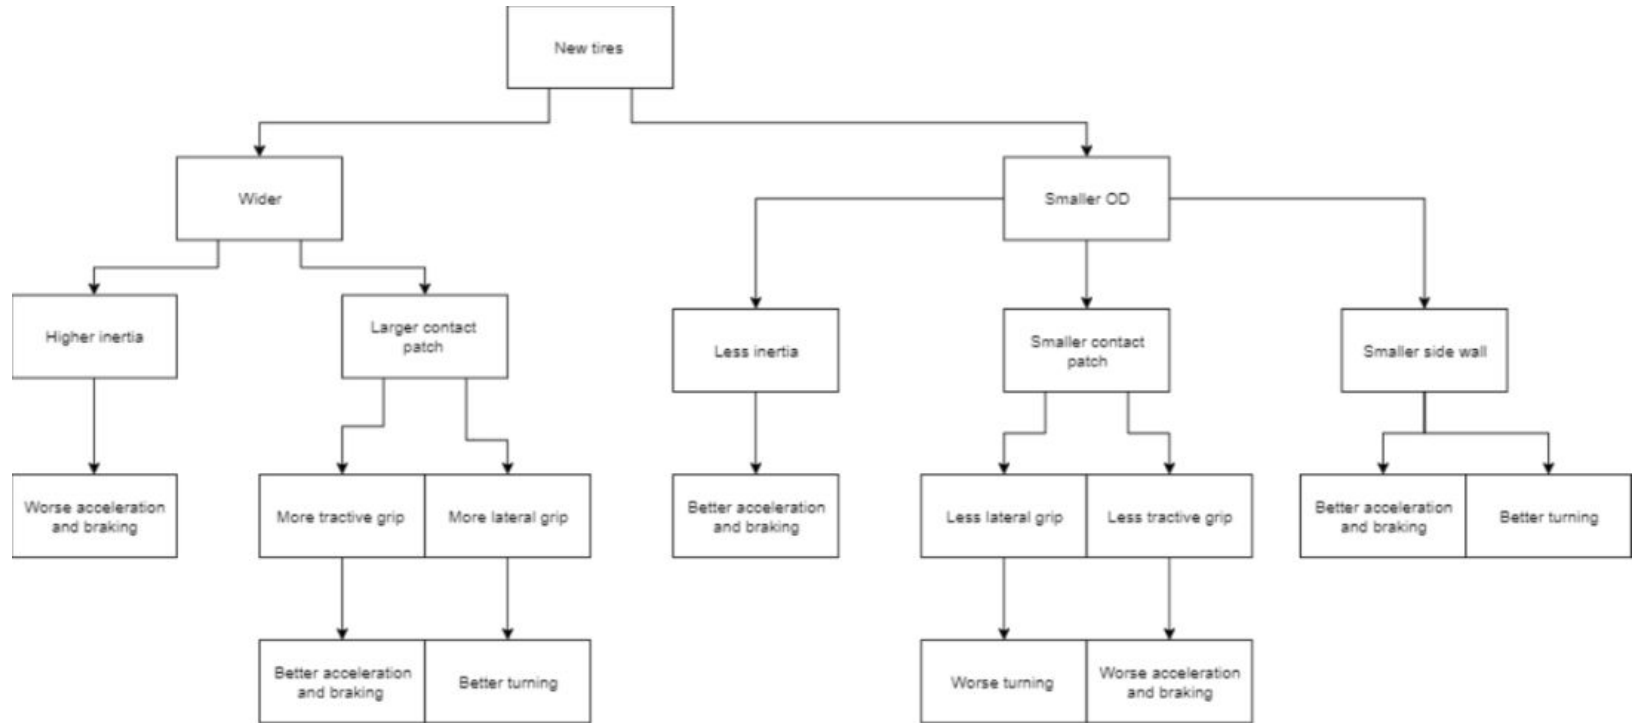 New tires
Wider
Smaller OD
Higher inertia
Larger contact
patch
Less inertia
Smaller contact
patch
Smaller side wall
Worse acceleration
and braking
More tractive grip
More lateral grip
Better acceleration
and braking
Less lateral grip
Less tractive grip
Better acceleration
and braking
Better turning
Better acceleration
and braking
Better turning
Worse turning
Worse acceleration
and braking